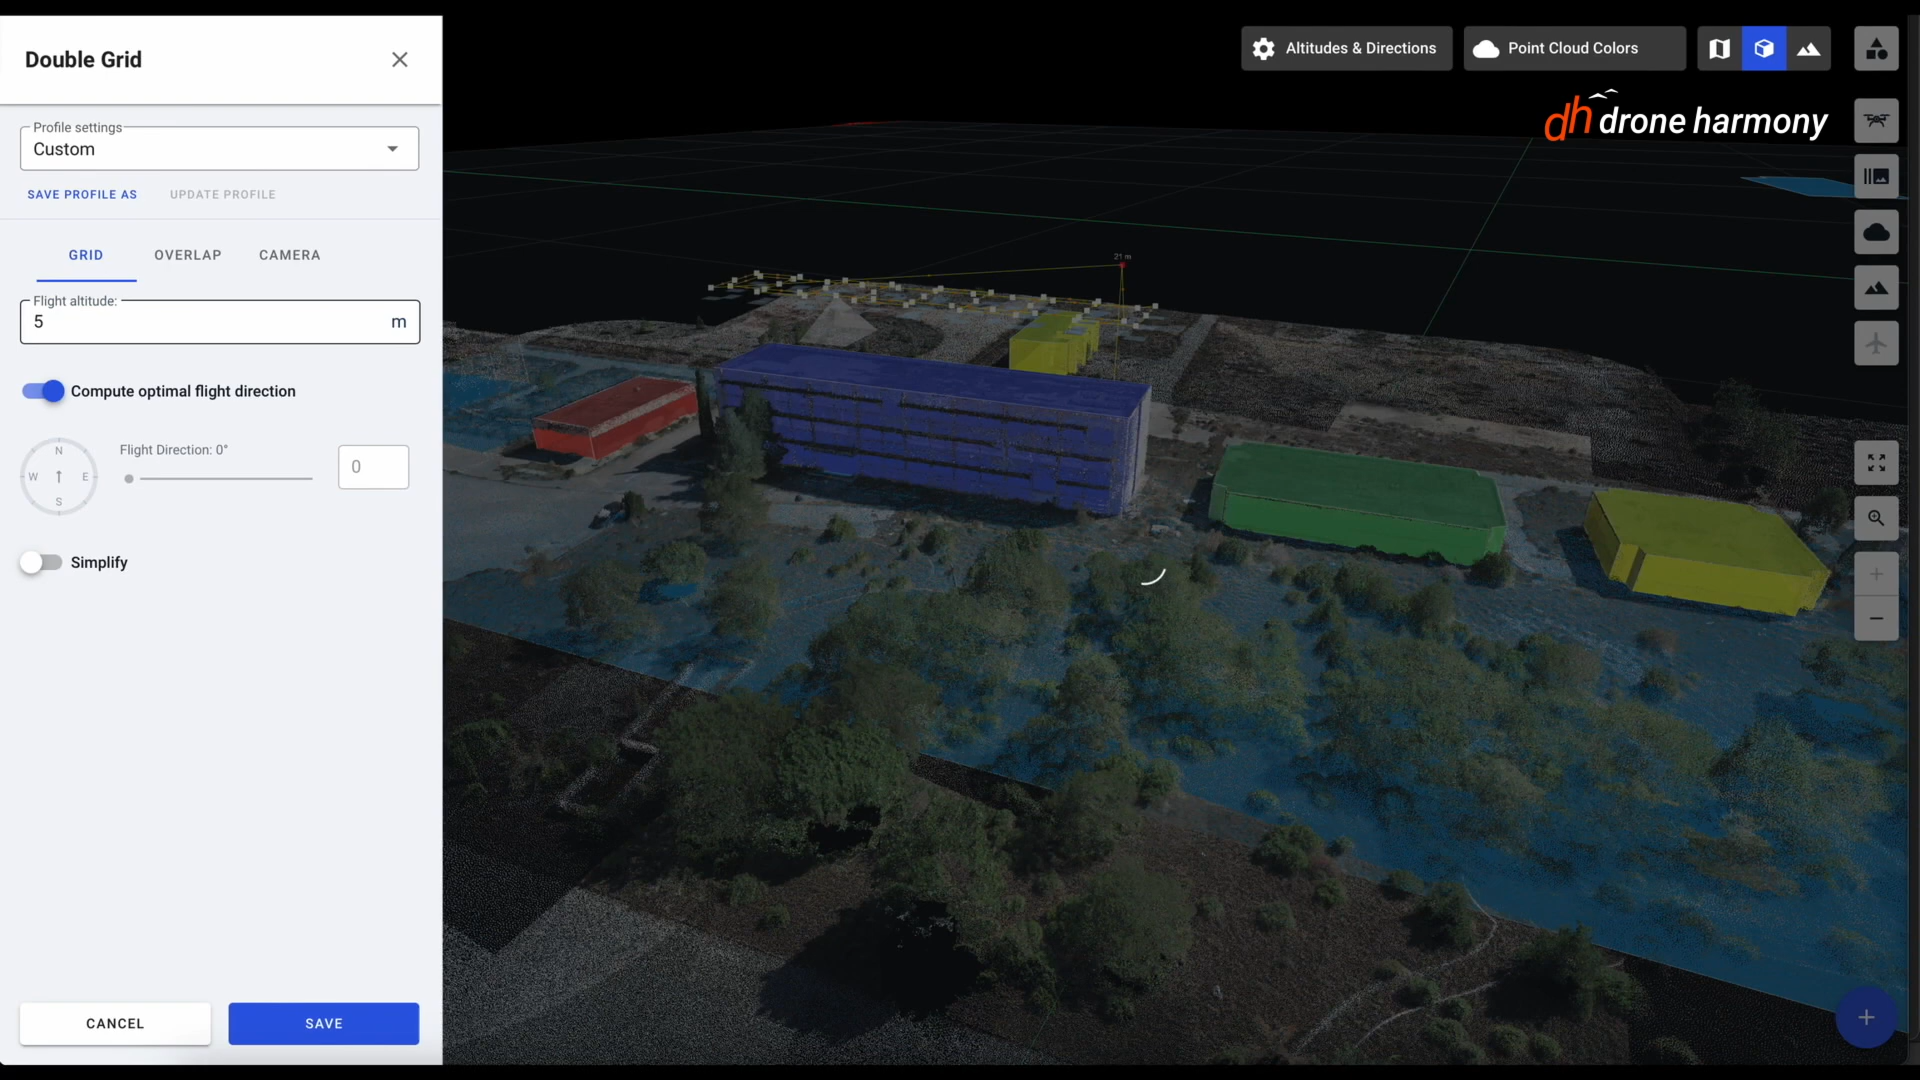 Double Grid
Altitudes & Directions
Point Cloud Colors
dh drone harmony
Profile settings
Custom
SAVE PROFILE AS
UPDATE PROFILE
GRID
OVERLAP
CAMERA
Flight altitude:
5
m
21 m
Compute optimal flight direction
N
W
E
S
Flight Direction: 0°
0
Simplify
CANCEL
SAVE